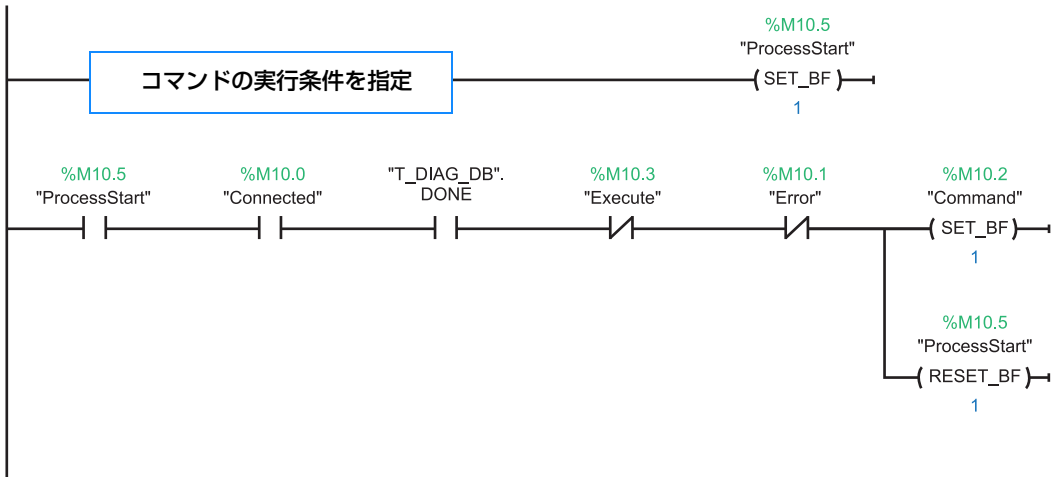 %M10.5
"ProcessStart"
コマンドの実行条件を指定
SET_BF
1
%M10.5
"ProcessStart"
%M10.0
"Connected"
"T_DIAG_DB".
DONE
%M10.3
"Execute"
%M10.1
"Error"
%M10.2
"Command"
SET_BF
1
%M10.5
"ProcessStart"
RESET_BF
1